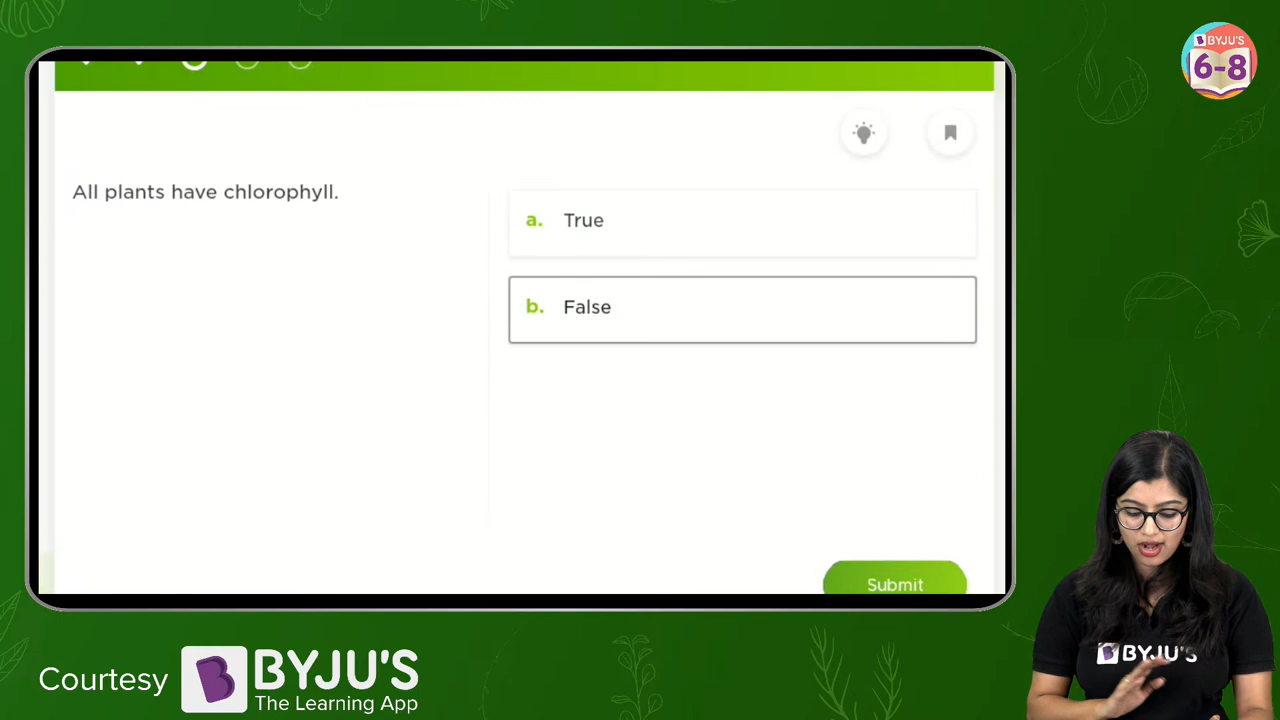 BYJU'S
6-8
All plants have chlorophyll.
a. True
b. False
Submit
BYJU'S
Courtesy
BYJU'S
The Learning App